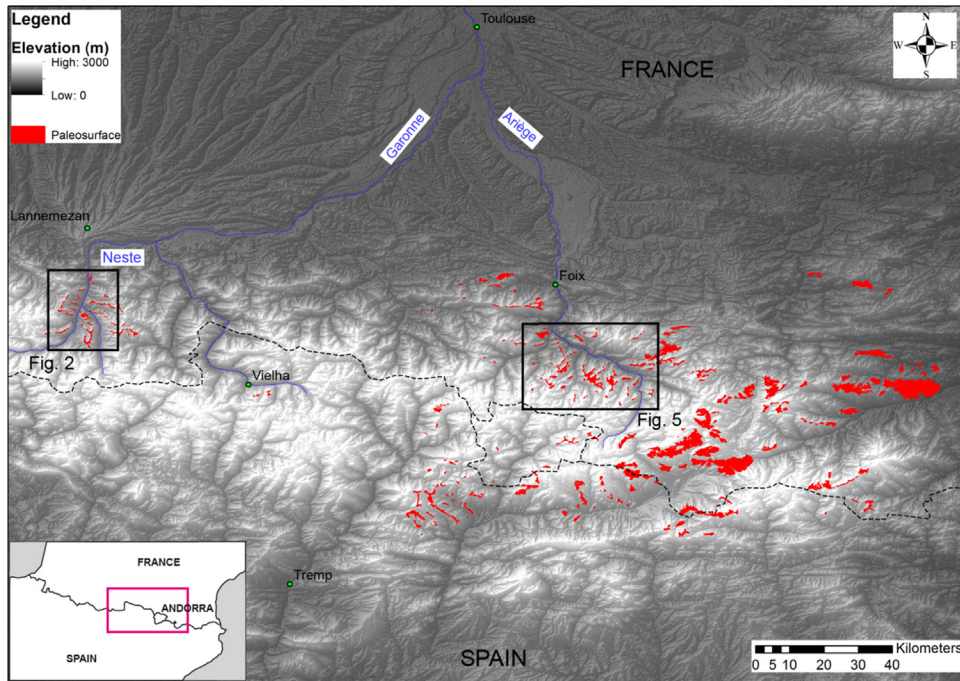 Legend
Elevation (m)
High: 3000
Low: 0
Paleosurface
Toulouse
FRANCE
N
W E
S
Garonne
Ariège
Lannemezan
Neste
Foix
Fig. 2
Vielha
Fig. 5
Tremp
SPAIN
FRANCE
ANDORRA
SPAIN
Kilometers
0 5 10 20 30 40